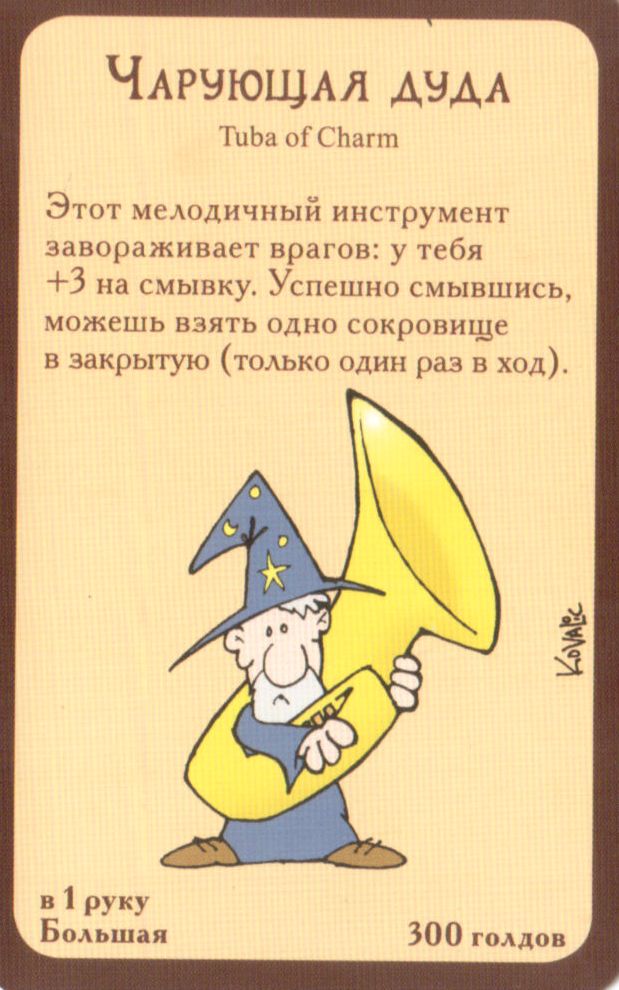 Чарующая дуда
Tuba of Charm
Этот мелодичный инструмент
завораживает врагов: у тебя
+3 на смывку. Успешно смывшись,
можешь взять одно сокровище
в закрытую (только один раз в ход).
Kovalic
в 1 руку
Большая
300 голдов